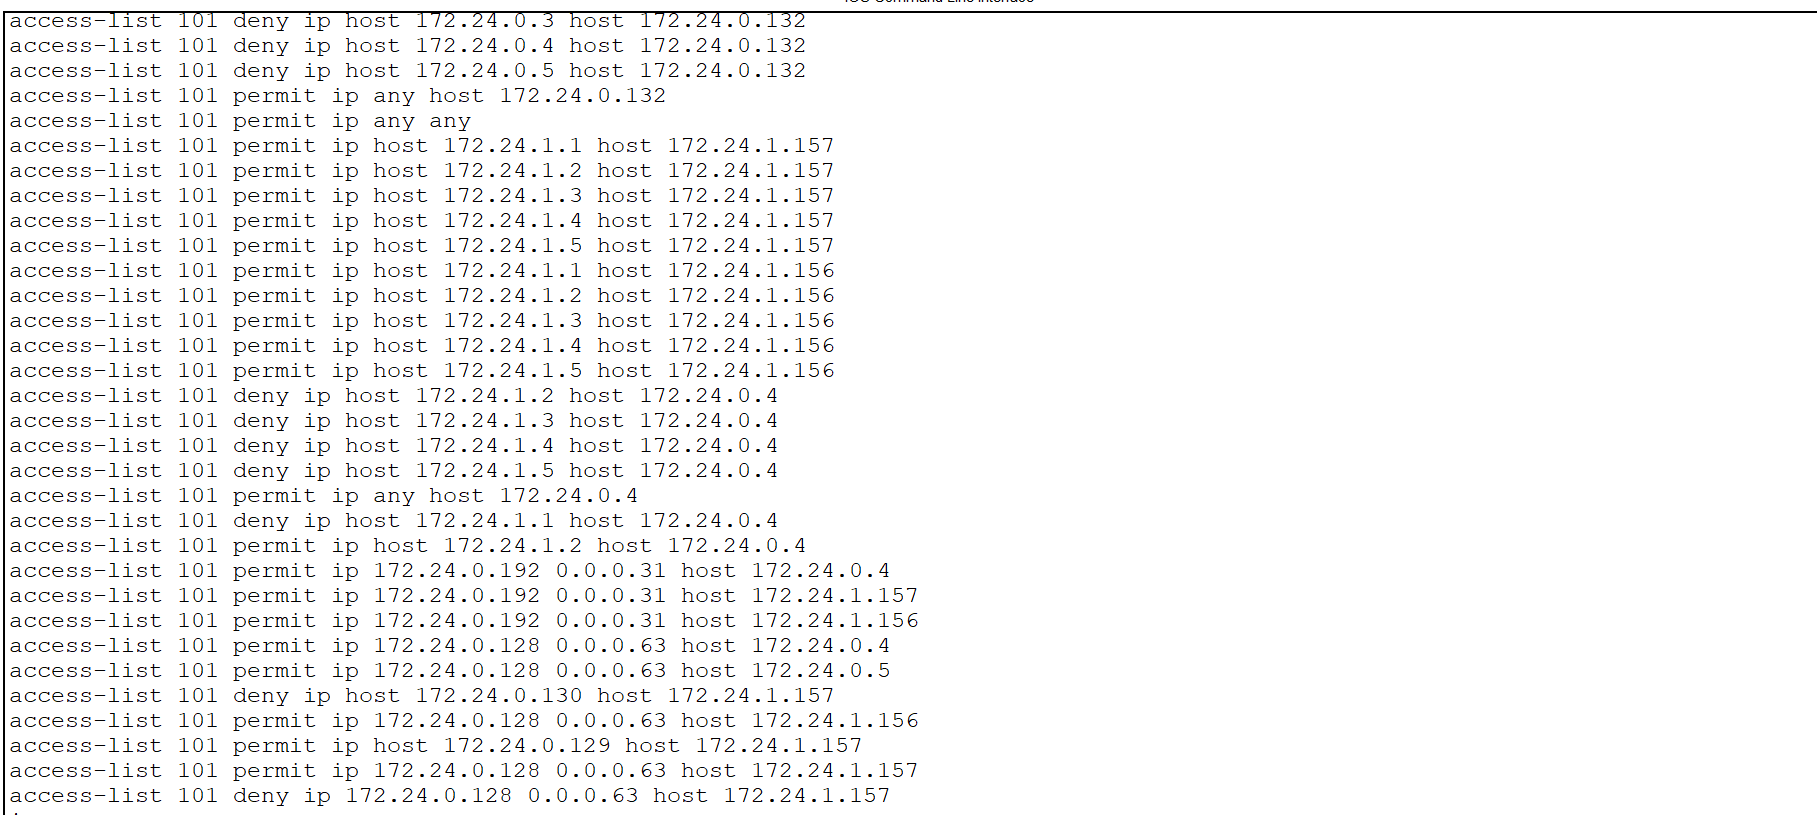 access-list 101 deny ip host 172.24.0.3 host 172.24.0.132
access-list 101 deny ip host 172.24.0.4 host 172.24.0.132
access-list 101 deny ip host 172.24.0.5 host 172.24.0.132
access-list 101 permit ip any host 172.24.0.132
access-list 101 permit ip any any
access-list 101 permit ip host 172.24.1.1 host 172.24.1.157
access-list 101 permit ip host 172.24.1.2 host 172.24.1.157
access-list 101 permit ip host 172.24.1.3 host 172.24.1.157
access-list 101 permit ip host 172.24.1.4 host 172.24.1.157
access-list 101 permit ip host 172.24.1.5 host 172.24.1.157
access-list 101 permit ip host 172.24.1.1 host 172.24.1.156
access-list 101 permit ip host 172.24.1.2 host 172.24.1.156
access-list 101 permit ip host 172.24.1.3 host 172.24.1.156
access-list 101 permit ip host 172.24.1.4 host 172.24.1.156
access-list 101 permit ip host 172.24.1.5 host 172.24.1.156
access-list 101 deny ip host 172.24.1.2 host 172.24.0.4
access-list 101 deny ip host 172.24.1.3 host 172.24.0.4
access-list 101 deny ip host 172.24.1.4 host 172.24.0.4
access-list 101 deny ip host 172.24.1.5 host 172.24.0.4
access-list 101 permit ip any host 172.24.0.4
access-list 101 deny ip host 172.24.1.1 host 172.24.0.4
access-list 101 permit ip host 172.24.1.2 host 172.24.0.4
access-list 101 permit ip 172.24.0.192 0.0.0.31 host 172.24.0.4
access-list 101 permit ip 172.24.0.192 0.0.0.31 host 172.24.1.157
access-list 101 permit ip 172.24.0.192 0.0.0.31 host 172.24.1.156
access-list 101 permit ip 172.24.0.128 0.0.0.63 host 172.24.0.4
access-list 101 permit ip 172.24.0.128 0.0.0.63 host 172.24.0.5
access-list 101 deny ip host 172.24.0.130 host 172.24.1.157
access-list 101 permit ip 172.24.0.128 0.0.0.63 host 172.24.1.156
access-list 101 permit ip host 172.24.0.129 host 172.24.1.157
access-list 101 permit ip 172.24.0.128 0.0.0.63 host 172.24.1.157
access-list 101 deny ip 172.24.0.128 0.0.0.63 host 172.24.1.157